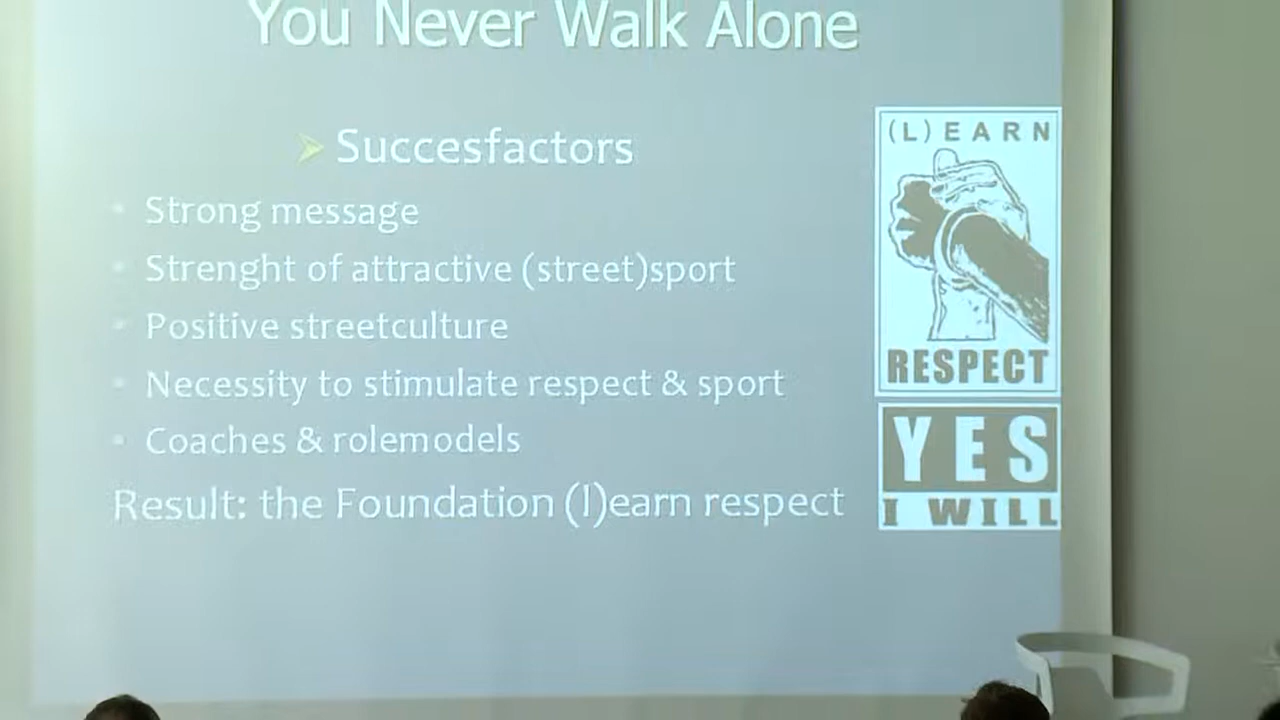 You Never Walk Alone
Succesfactors
Strong message
Strenght of attractive (street)sport
Positive streetculture
Necessity to stimulate respect & sport
Coaches & rolemodels
Result: the Foundation (l)earn respect
(L)EARN
RESPECT
YES
I WILL